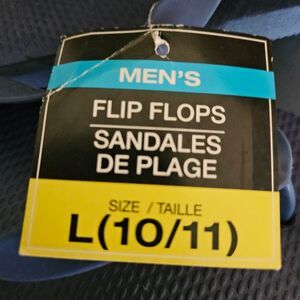 MEN'S
FLIP FLOPS
SANDALES
DE PLAGE
SIZE / TAILLE
L(10/11)